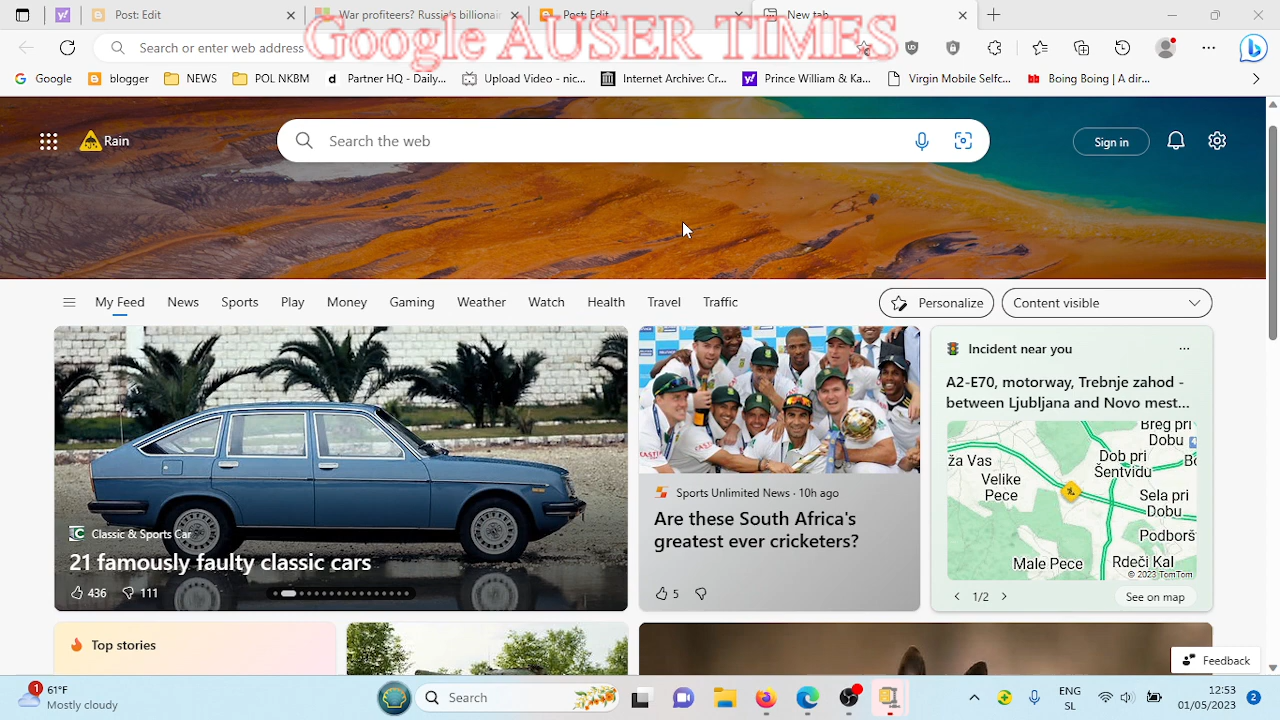 Post: Edit
War profiteers? Russia's billionair
Post: Edit
New tab
Google AUSER TIMES
Search or enter web address
Google
blogger
NEWS
POL NKBM
Partner HQ - Daily...
Upload Video - nic...
Internet Archive: Cr...
Prince William & Ka...
Virgin Mobile Selfc...
Boing Boing | A dir...
Rain
Search the web
Sign in
My Feed
News
Sports
Play
Money
Gaming
Weather
Watch
Health
Travel
Traffic
Personalize
Content visible
Classic & Sports Car
21 famously faulty classic cars
436
111
Sports Unlimited News · 10h ago
Are these South Africa's
greatest ever cricketers?
5
Incident near you
A2-E70, motorway, Trebnje zahod -
between Ljubljana and Novo mest...
Breg pri
Dobu
ža Vas
Dob pri
Šentvidu
Velike
Pece
Sela pri
Dobu
Podborš
Male Pece
Rdeči Kal
© 2023 TomTom
1/2
See on map
Top stories
Feedback
1
61°F
Mostly cloudy
Search
ENG
SL
12:53
01/05/2023
2